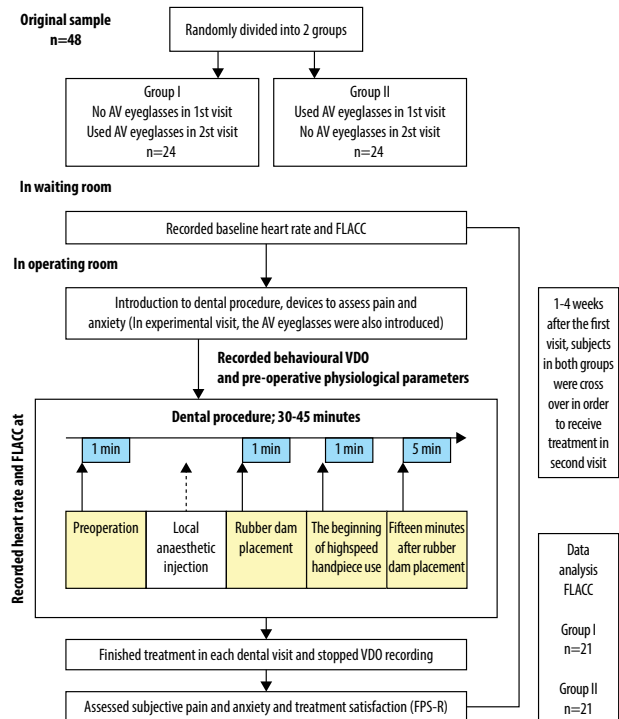 Original sample
n=48
Randomly divided into 2 groups
Group I
No AV eyeglasses in 1st visit
Used AV eyeglasses in 2st visit
n=24
Group II
Used AV eyeglasses in 1st visit
No AV eyeglasses in 2st visit
n=24
In waiting room
Recorded baseline heart rate and FLACC
In operating room
Introduction to dental procedure, devices to assess pain and
anxiety (In experimental visit, the AV eyeglasses were also introduced)
Recorded behavioural VDO
and pre-operative physiological parameters
Recorded heart rate and FLACC at
Dental procedure; 30-45 minutes
1 min
1 min
1 min
5 min
Preoperation
Local
anaesthetic
injection
Rubber dam
placement
The beginning
of highspeed
handpiece use
Fifteen minutes
after rubber
dam placement
Finished treatment in each dental visit and stopped VDO recording
Assessed subjective pain and anxiety and treatment satisfaction (FPS-R)
1-4 weeks
after the first
visit, subjects
in both groups
were cross
over in order
to receive
treatment in
second visit
Data
analysis
FLACC
Group I
n=21
Group II
n=21